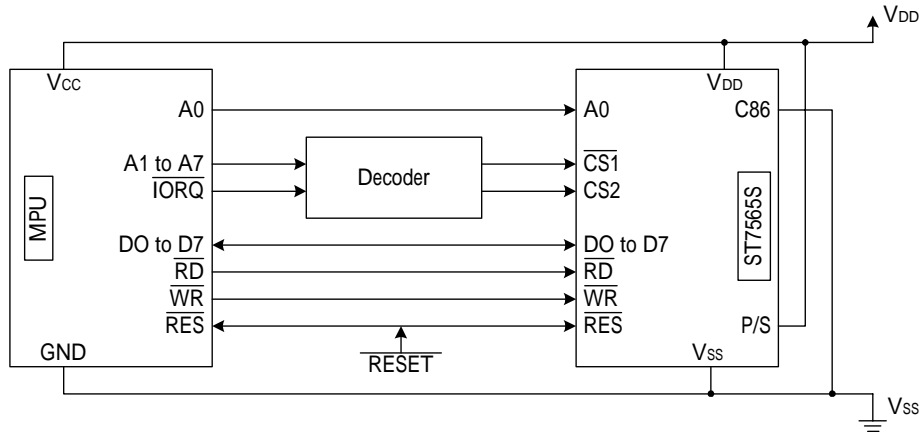 VDD
VCC
VDD
A0
A0
C86
A1 to A7
Decoder
CS1
IORQ
CS2
MPU
ST7565S
DO to D7
DO to D7
RD
RD
WR
WR
RES
RES
P/S
GND
RESET
VSS
VSS